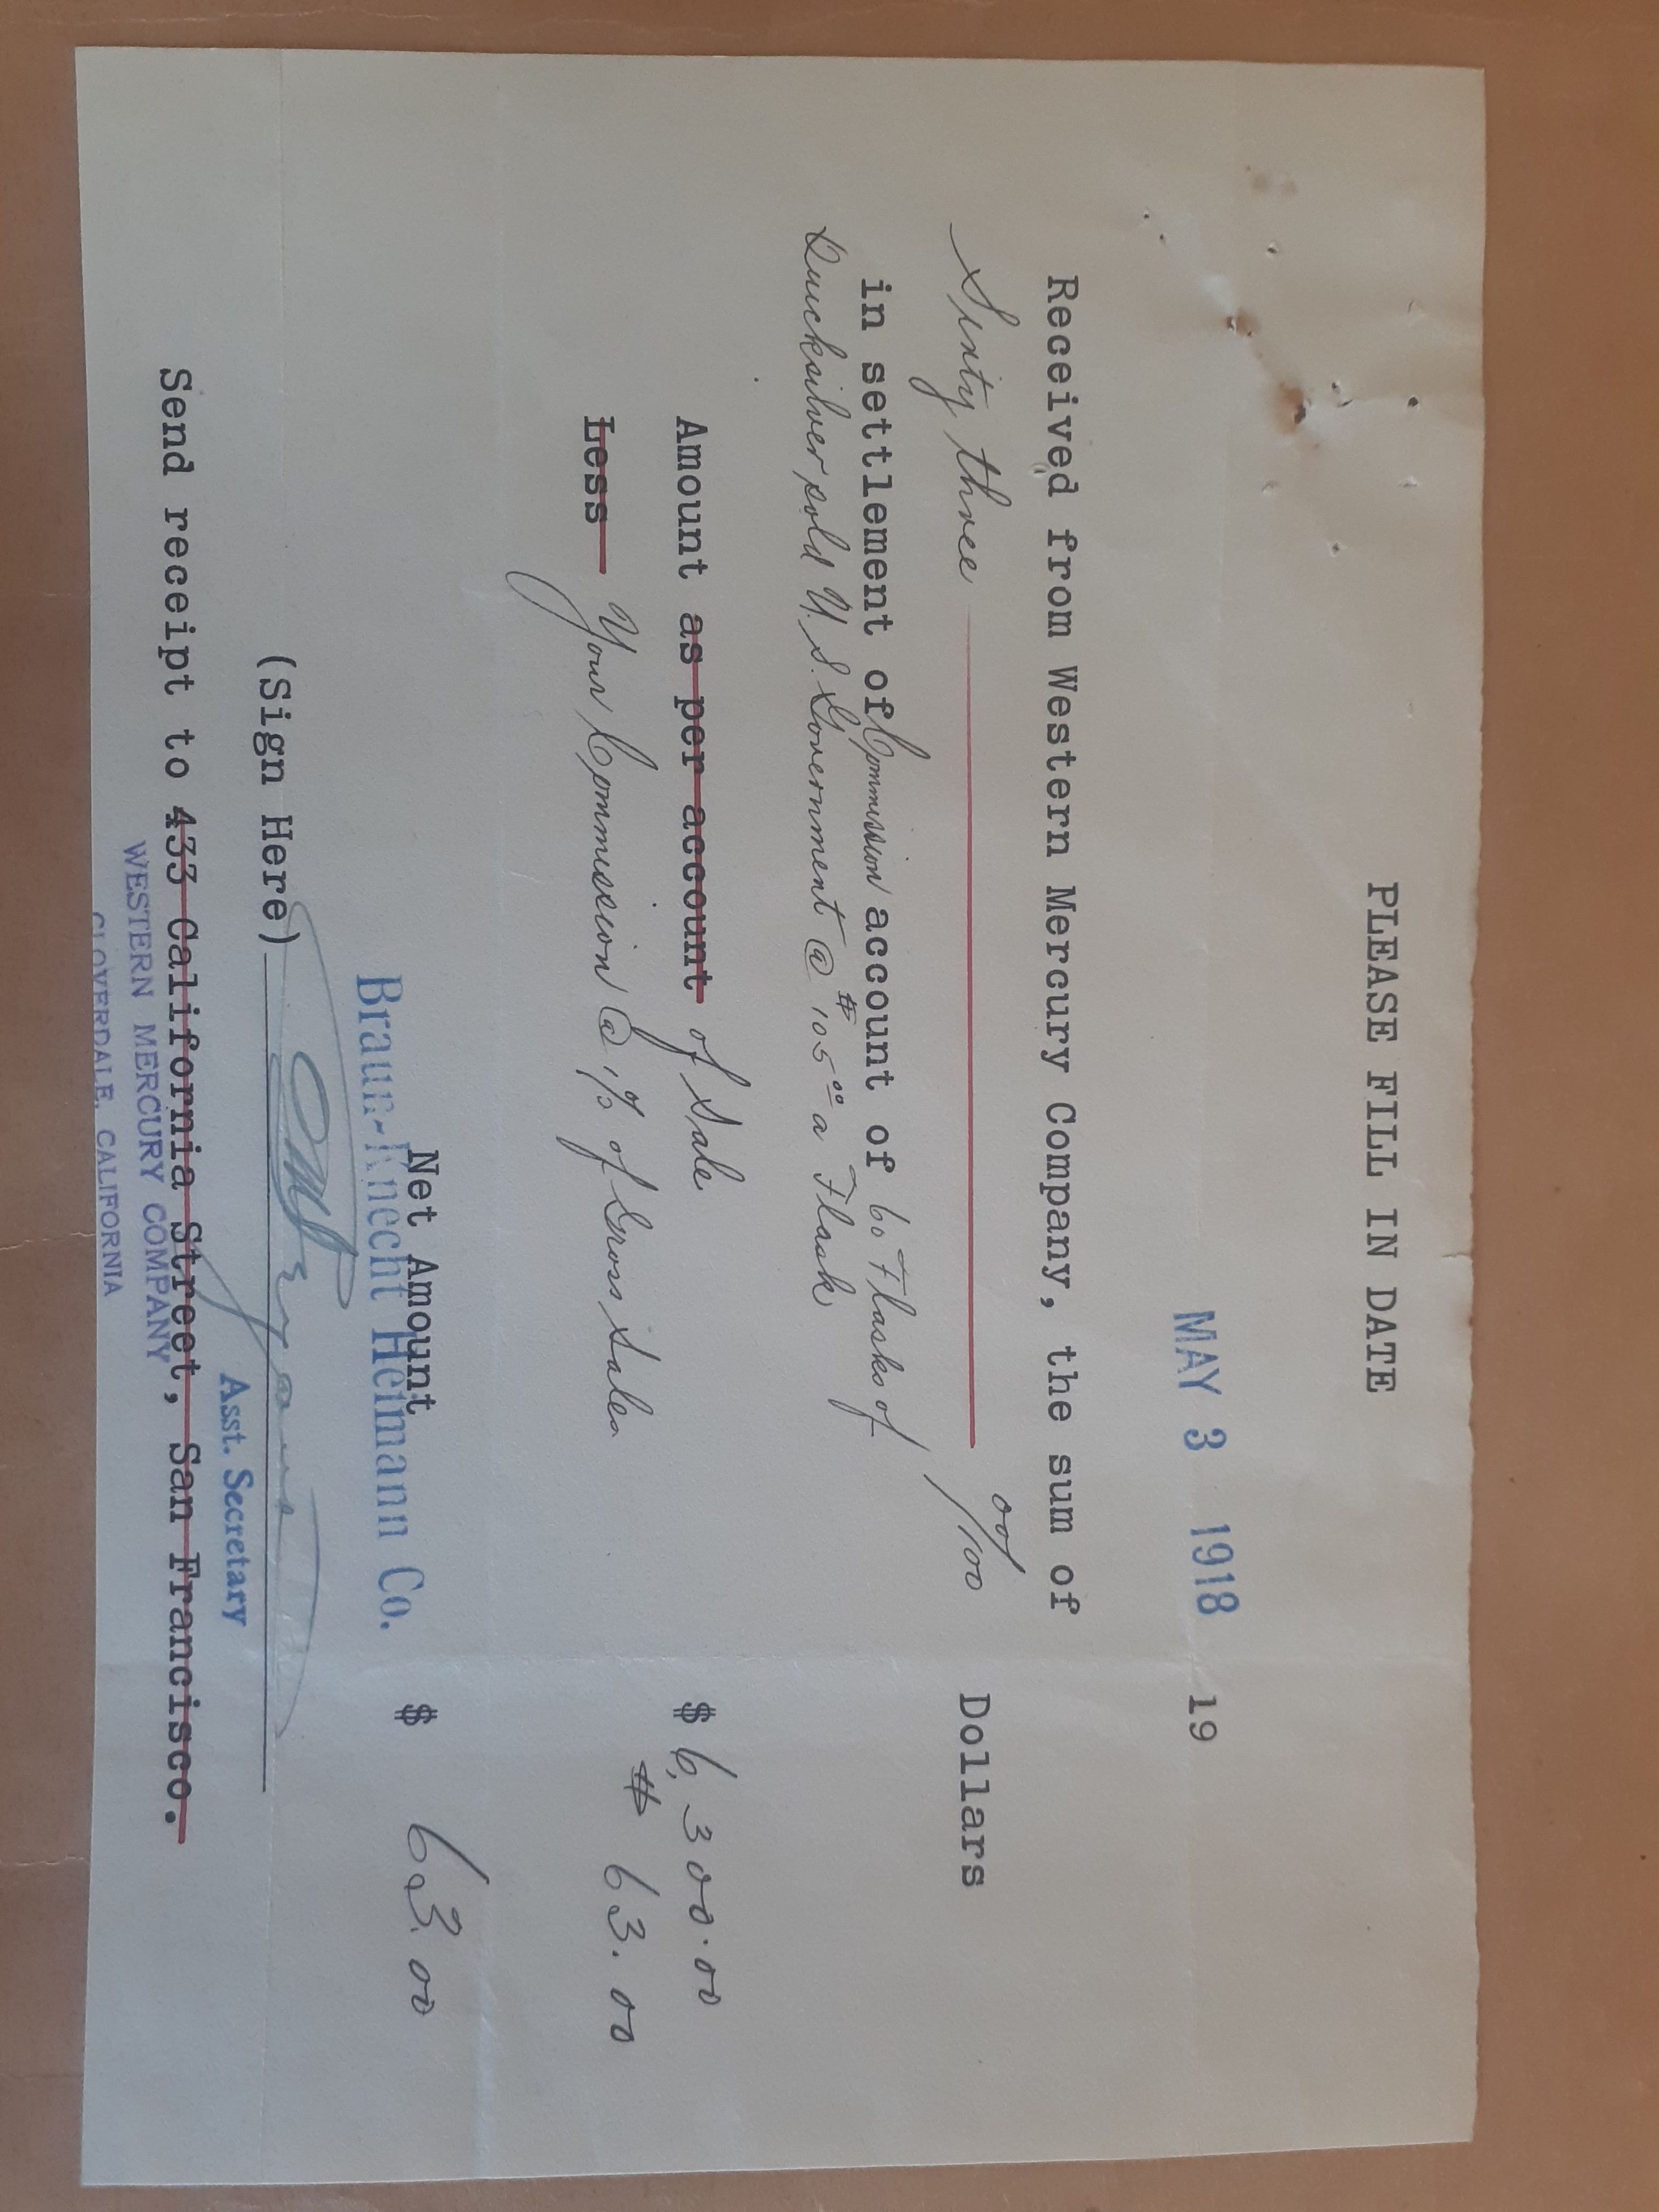 PLEASE FILL IN DATE
MAY 3 1918 19
Received from Western Mercury Company, the sum of
Sixty three 00/100 Dollars
in settlement of Commission account of 60 Flasks of
Quicksilver sold U.S. Government @ $105.00 a Flask
Amount as per account of Sale $ 6,300.00
Less Your Commission @ 1% of Gross Sales $ 63.00
Net Amount $ 63.00
Braun-Knecht Heimann Co.
(Sign Here)
Asst. Secretary
Send receipt to 433 California Street, San Francisco.
WESTERN MERCURY COMPANY
CLOVERDALE, CALIFORNIA